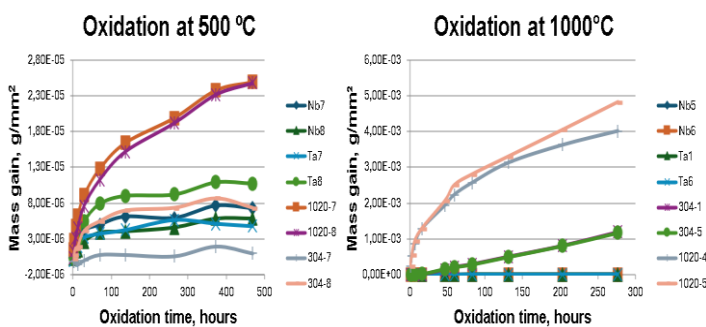 Oxidation at 500 ºC
Mass gain, g/mm²
2,80E-05
2,30E-05
1,80E-05
1,30E-05
8,00E-06
3,00E-06
-2,00E-06
0
100
200
300
400
500
Oxidation time, hours
Nb7
Nb8
Ta7
Ta8
1020-7
1020-8
304-7
304-8
Oxidation at 1000°C
Mass gain, g/mm²
6,00E-03
5,00E-03
4,00E-03
3,00E-03
2,00E-03
1,00E-03
0,00E+00
0
50
100
150
200
250
300
Oxidation time, hours
Nb5
Nb6
Ta1
Ta6
304-1
304-5
1020-4
1020-5